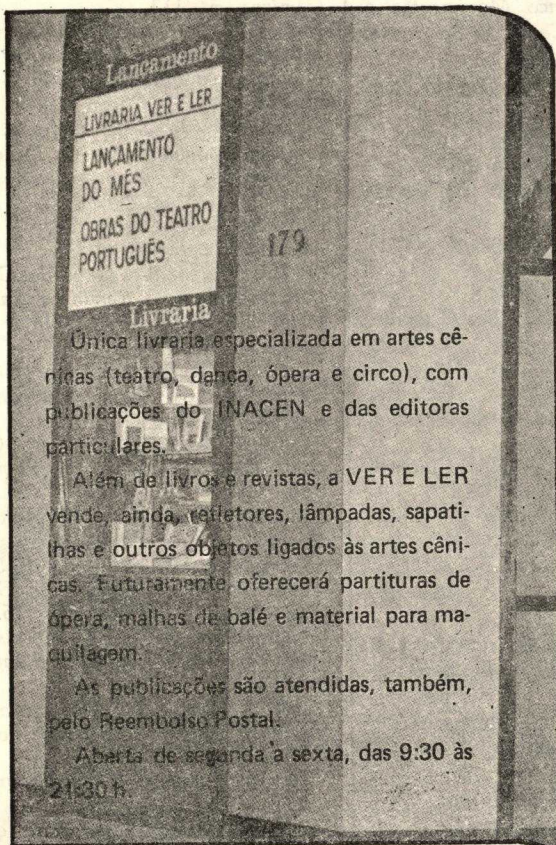 Lançamento
LIVRARIA VER E LER
LANÇAMENTO
DO MÊS
OBRAS DO TEATRO
PORTUGUÊS
179
Livraria
Única livraria especializada em artes cê-
nicas (teatro, dança, ópera e circo), com
publicações do INACEN e das editoras
particulares.
Além de livros e revistas, a VER E LER
vende, ainda, refletores, lâmpadas, sapati-
lhas e outros objetos ligados às artes cêni-
cas. Futuramente oferecerá partituras de
ópera, malhas de balé e material para ma-
quilagem.
As publicações são atendidas, também,
pelo Reembolso Postal.
Aberta de segunda a sexta, das 9:30 às
21:30 h.